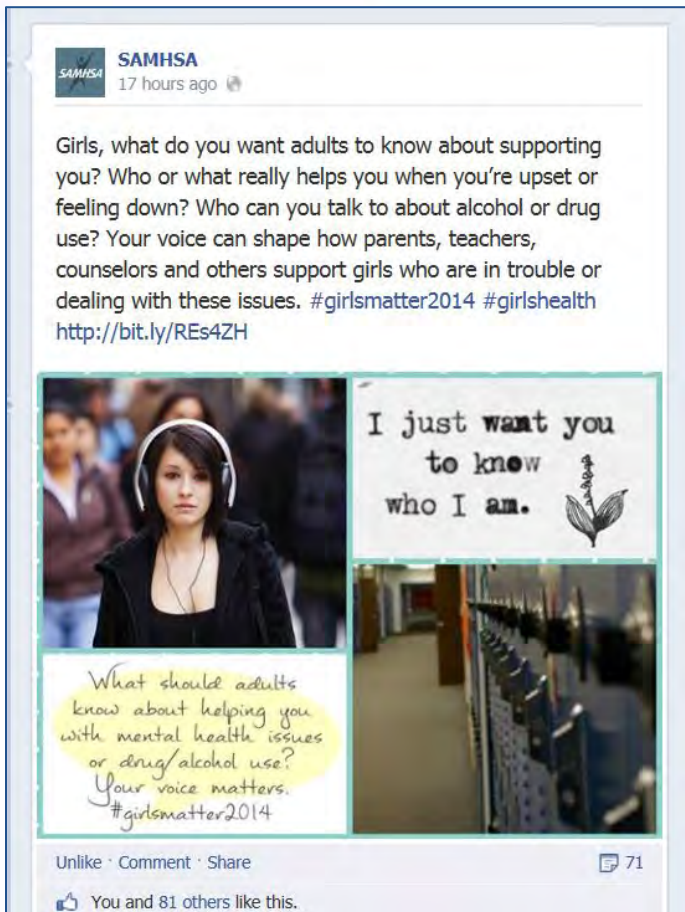 SAMHSA
SAMHSA
17 hours ago
Girls, what do you want adults to know about supporting
you? Who or what really helps you when you're upset or
feeling down? Who can you talk to about alcohol or drug
use? Your voice can shape how parents, teachers,
counselors and others support girls who are in trouble or
dealing with these issues. #girlsmatter2014 #girlshealth
http://bit.ly/REs4ZH
I just want you
to know
who I am.
What should adults
know about helping you
with mental health issues
or drug/alcohol use?
Your voice matters.
#girlsmatter2014
Unlike · Comment · Share
71
You and 81 others like this.